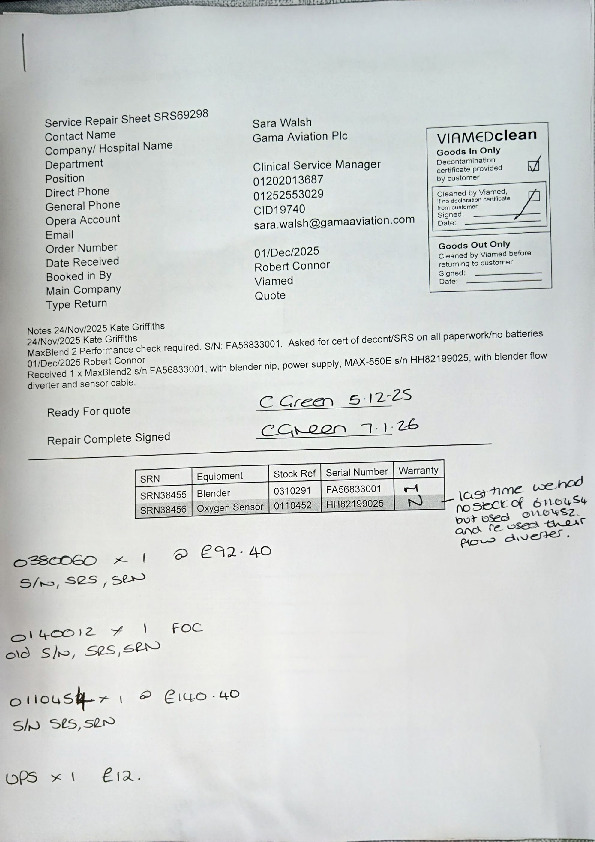 Service Repair Sheet SRS69298
Contact Name Sara Walsh
Company/ Hospital Name Gama Aviation Plc
Department
Position Clinical Service Manager
Direct Phone 01202013687
General Phone 01252553029
Opera Account CID19740
Email sara.walsh@gamaaviation.com
Order Number
Date Received 01/Dec/2025
Booked in By Robert Connor
Main Company Viamed
Type Return Quote
VIAMEDclean
Goods In Only
Decontamination
certificate provided
by customer
Cleaned by Viamed,
if no declaration certificate
from customer
Signed
Date:
Goods Out Only
Cleaned by Viamed before
returning to customer
Signed:
Date:
Notes 24/Nov/2025 Kate Griffiths
24/Nov/2025 Kate Griffiths
MaxBlend 2 Performance check required. S/N: FA56833001. Asked for cert of decont/SRS on all paperwork/no batteries
01/Dec/2025 Robert Connor
Received 1 x MaxBlend2 s/n FA56833001, with blender nip, power supply, MAX-550E s/n HH82199025, with blender flow
diverter and sensor cable.
Ready For quote C Green 5.12.25
Repair Complete Signed C Green 7.1.26
SRN Equipment Stock Ref Serial Number Warranty
SRN38455 Blender 0310291 FA56833001
SRN38456 Oxygen Sensor 0110452 HH82199025 N
last time we had
no stock of 0110454
but used 0110452.
and re used their
flow diverter.
0380060 x 1 @ £92.40
S/N, SRS, SRN
0140012 x 1 FOC
old S/N, SRS, SRN
0110454 x 1 @ £140.40
S/N SRS, SRN
UPS x 1 £12.